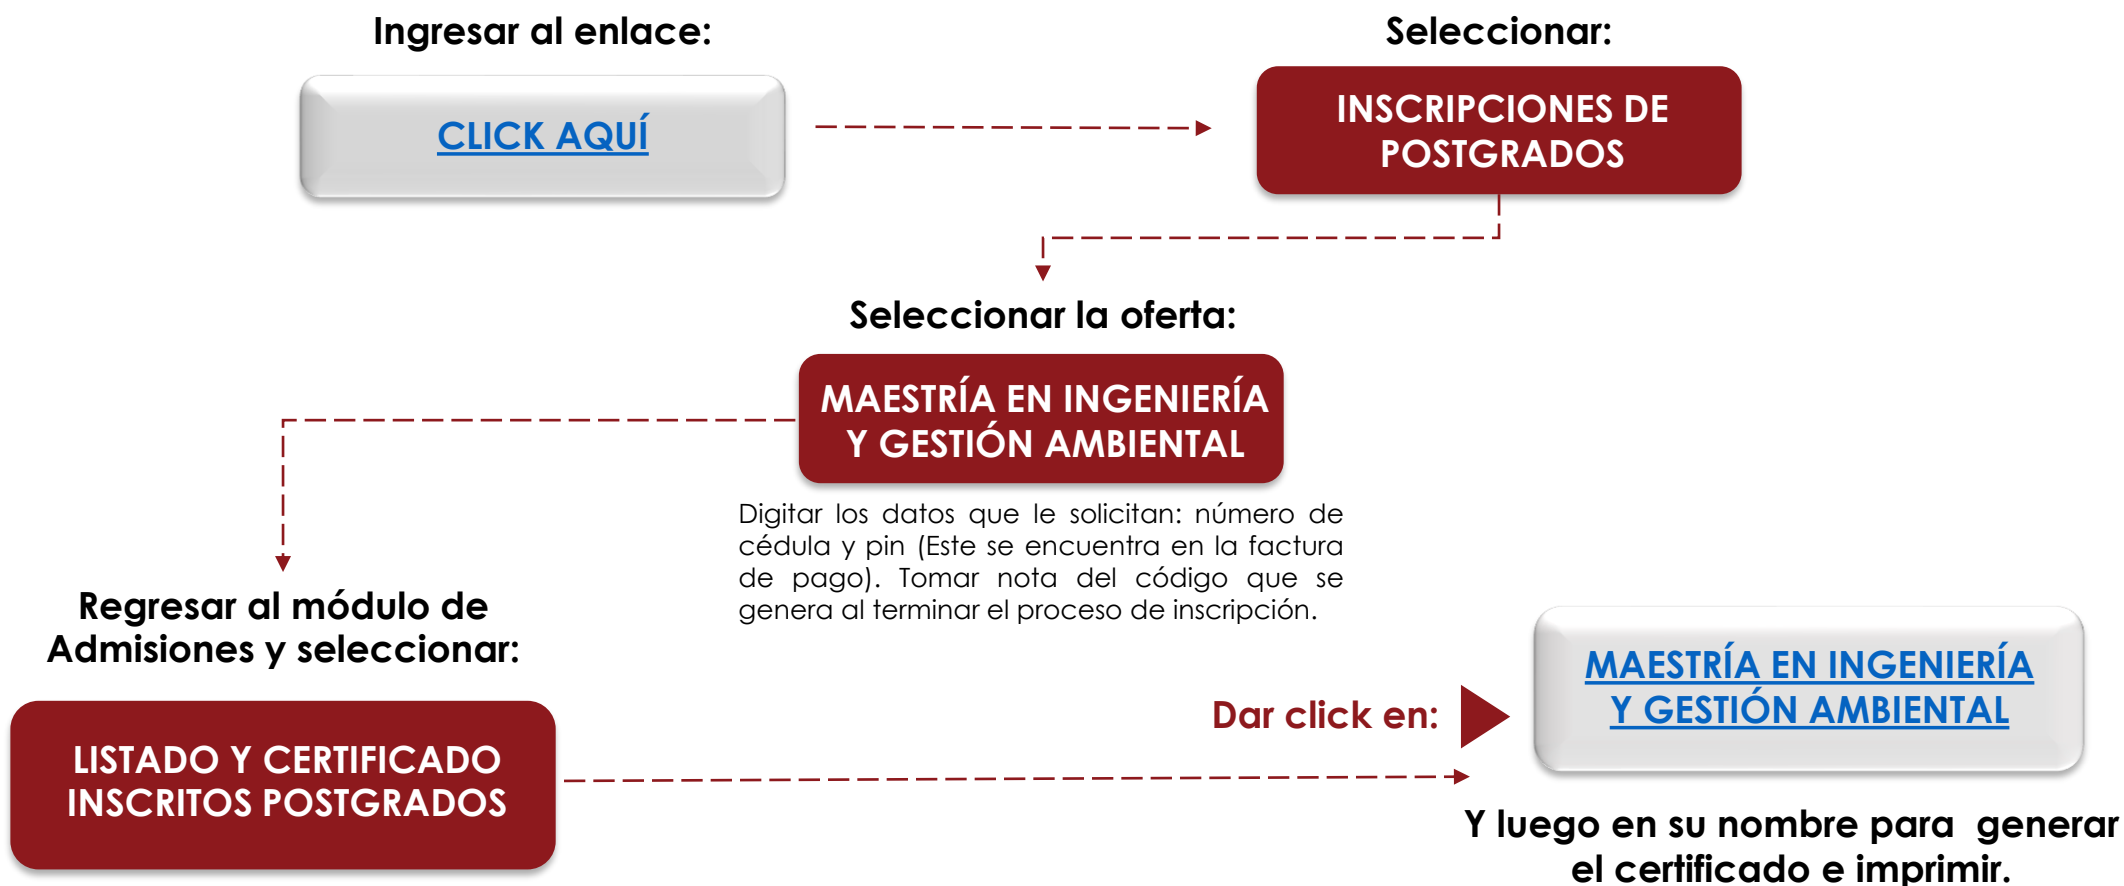 Ingresar al enlace:
CLICK AQUÍ
Seleccionar:
INSCRIPCIONES DE
POSTGRADOS
Seleccionar la oferta:
MAESTRÍA EN INGENIERÍA
Y GESTIÓN AMBIENTAL
Digitar los datos que le solicitan: número de
cédula y pin (Este se encuentra en la factura
de pago). Tomar nota del código que se
genera al terminar el proceso de inscripción.
Regresar al módulo de
Admisiones y seleccionar:
LISTADO Y CERTIFICADO
INSCRITOS POSTGRADOS
Dar click en:
MAESTRÍA EN INGENIERÍA
Y GESTIÓN AMBIENTAL
Y luego en su nombre para generar
el certificado e imprimir.